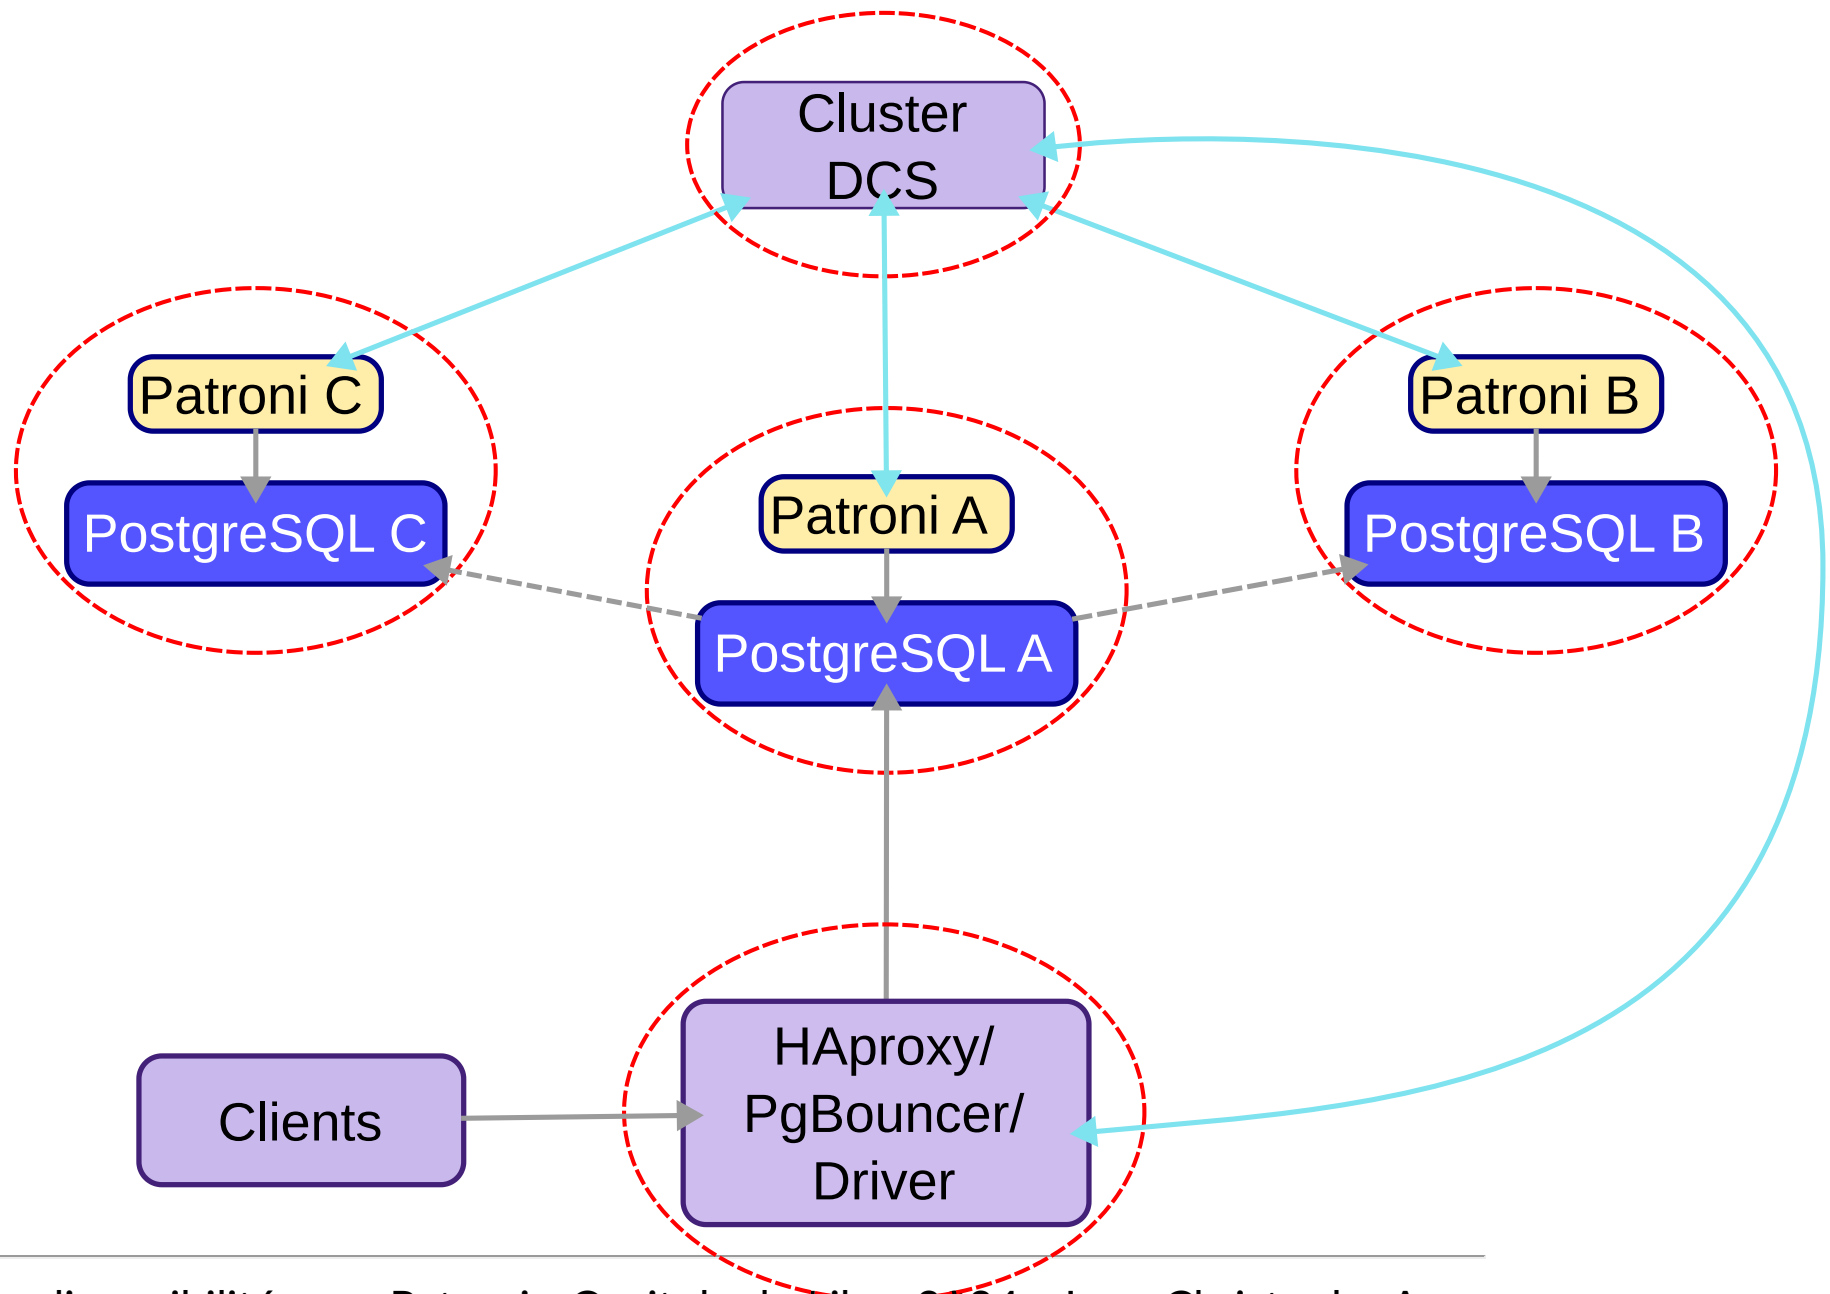 Cluster
DCS
Patroni C
Patroni B
PostgreSQL C
Patroni A
PostgreSQL B
PostgreSQL A
HAproxy/
PgBouncer/
Driver
Clients